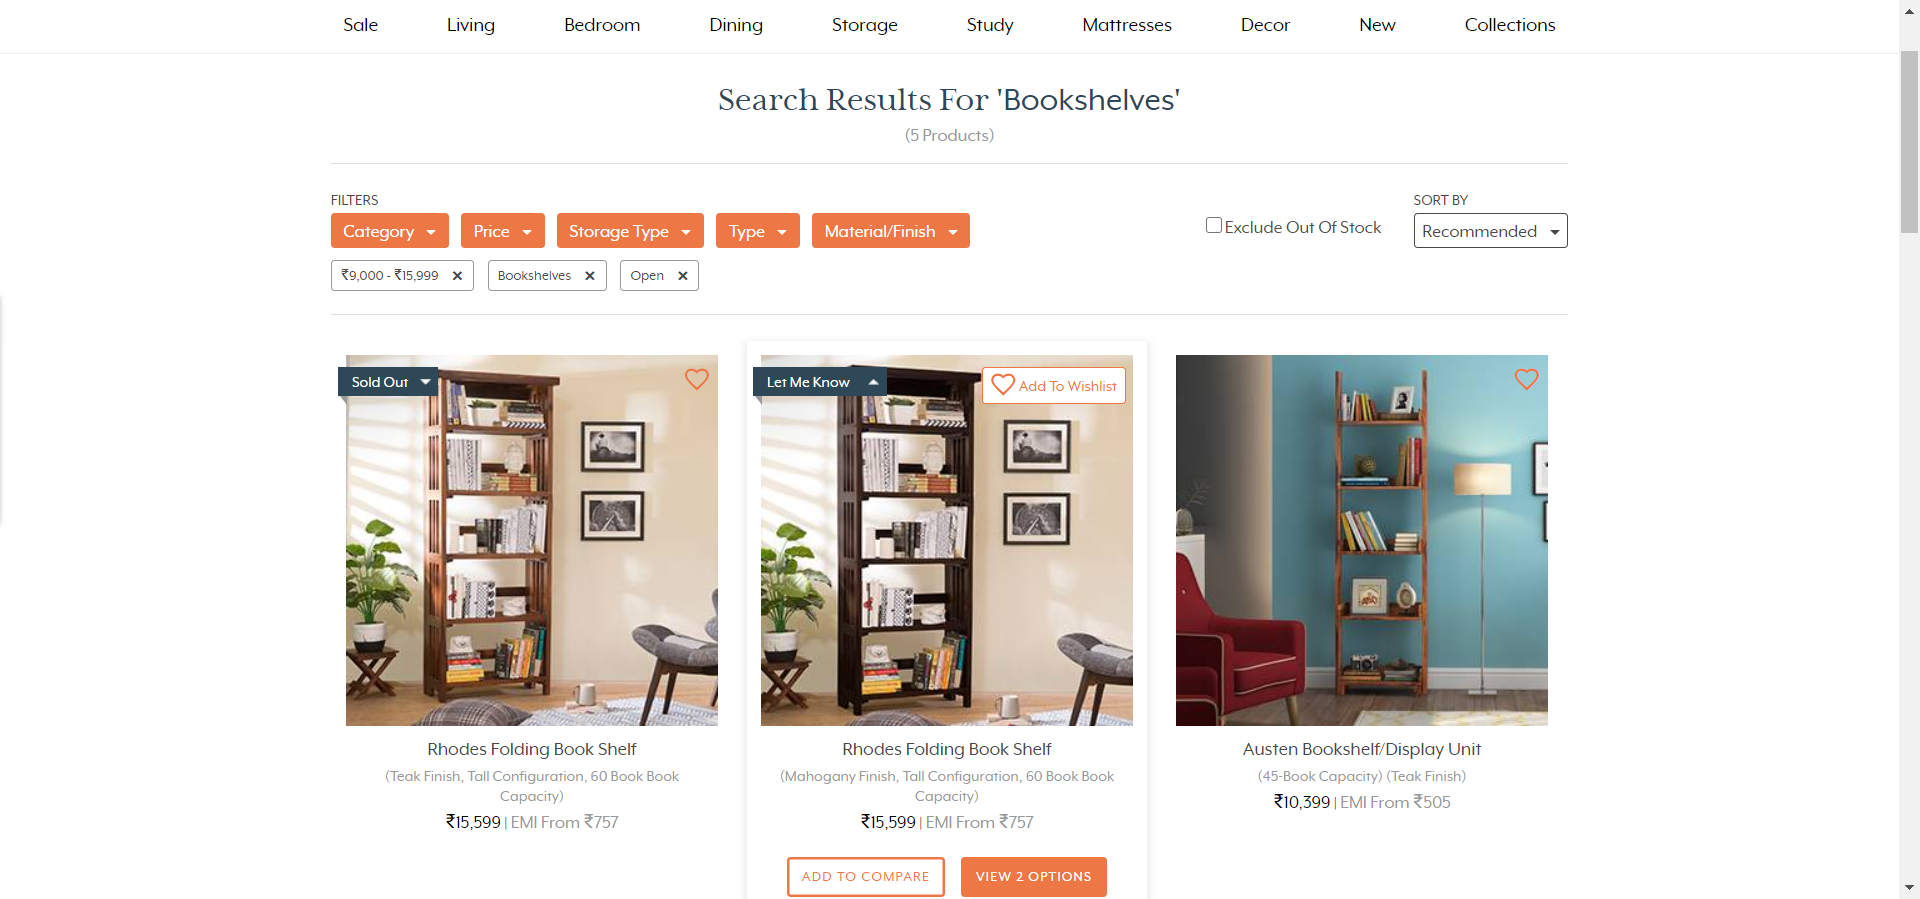 Sale Living Bedroom Dining Storage Study Mattresses Decor New Collections
Search Results For 'Bookshelves'
(5 Products)
FILTERS
SORT BY
Category Price Storage Type Type Material/Finish
Exclude Out Of Stock
Recommended
₹9,000 - ₹15,999 ✕ Bookshelves ✕ Open ✕
Sold Out
Let Me Know
Add To Wishlist
Rhodes Folding Book Shelf
(Teak Finish, Tall Configuration, 60 Book Book
Capacity)
₹15,599 | EMI From ₹757
Rhodes Folding Book Shelf
(Mahogany Finish, Tall Configuration, 60 Book Book
Capacity)
₹15,599 | EMI From ₹757
ADD TO COMPARE
VIEW 2 OPTIONS
Austen Bookshelf/Display Unit
(45-Book Capacity) (Teak Finish)
₹10,399 | EMI From ₹505